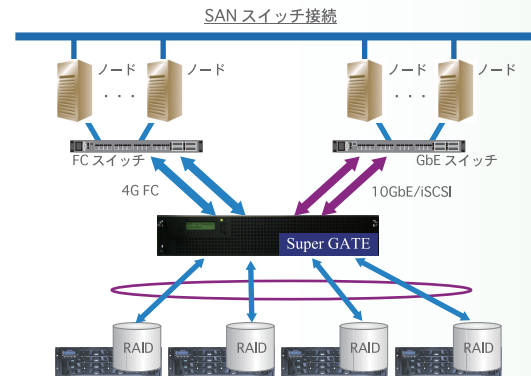 SAN スイッチ接続
ノード
ノード
ノード
ノード
・・・
・・・
FC スイッチ
GbE スイッチ
4G FC
10GbE/iSCSI
Super GATE
RAID
RAID
RAID
RAID